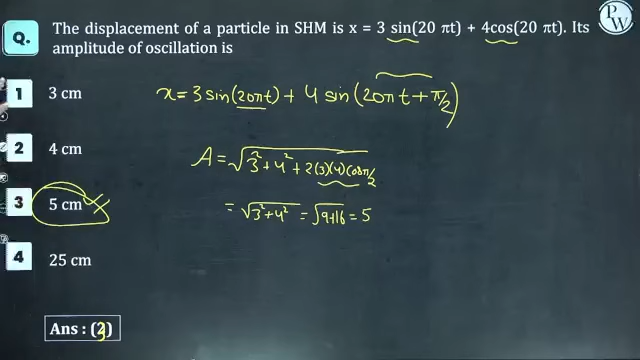 Q.
The displacement of a particle in SHM is x = 3 sin(20 πt) + 4cos(20 πt). Its
amplitude of oscillation is
1 3 cm
x = 3 sin(20πt) + 4 sin(20πt + π/2)
2 4 cm
A = √3² + 4² + 2(3)(4) cos π/2
3 5 cm
= √3² + 4² = √9+16 = 5
4 25 cm
Ans : (3)
PW